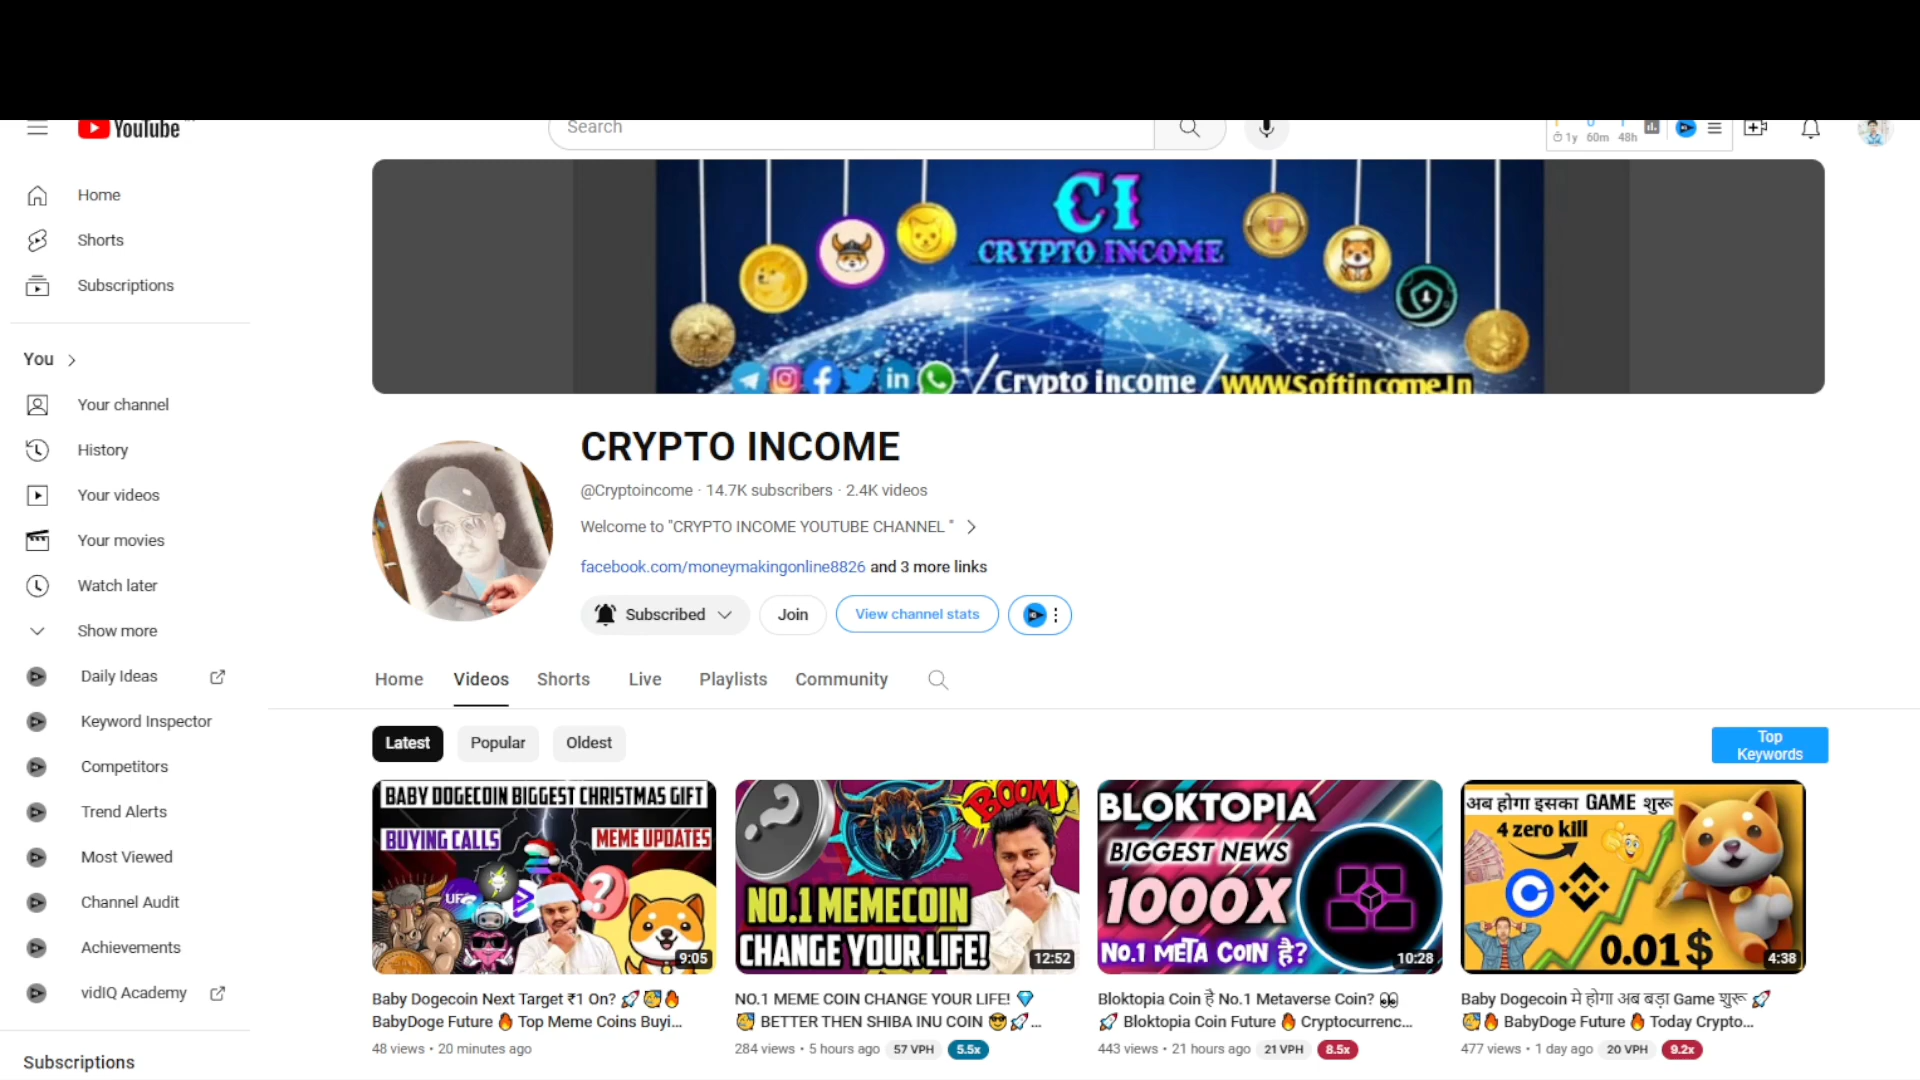 YouTube
Search
1y 60m 48h
Home
Shorts
Subscriptions
You
Your channel
History
Your videos
Your movies
Watch later
Show more
Daily Ideas
Keyword Inspector
Competitors
Trend Alerts
Most Viewed
Channel Audit
Achievements
vidIQ Academy
Subscriptions
CI
CRYPTO INCOME
/Crypto income /WWW.Softincome.In
CRYPTO INCOME
@Cryptoincome · 14.7K subscribers · 2.4K videos
Welcome to "CRYPTO INCOME YOUTUBE CHANNEL "
facebook.com/moneymakingonline8826 and 3 more links
Subscribed
Join
View channel stats
Home Videos Shorts Live Playlists Community
Latest Popular Oldest
Top Keywords
BABY DOGECOIN BIGGEST CHRISTMAS GIFT
BUYING CALLS
MEME UPDATES
9:05
Baby Dogecoin Next Target ₹1 On? 🚀🥳🔥
BabyDoge Future 🔥 Top Meme Coins Buyi...
48 views • 20 minutes ago
BOOM
NO.1 MEMECOIN
CHANGE YOUR LIFE!
12:52
NO.1 MEME COIN CHANGE YOUR LIFE! 💎
🥳 BETTER THEN SHIBA INU COIN 😎🚀...
284 views • 5 hours ago 57 VPH 5.5x
BLOKTOPIA
BIGGEST NEWS
1000X
NO.1 META COIN है?
10:28
Bloktopia Coin है No.1 Metaverse Coin? 👀
🚀 Bloktopia Coin Future 🔥 Cryptocurrenc...
443 views • 21 hours ago 21 VPH 8.5x
अब होगा इसका GAME शुरू
4 zero kill
0.01$
4:38
Baby Dogecoin मे होगा अब बड़ा Game शुरू 🚀
🥳🔥 BabyDoge Future 🔥 Today Crypto...
477 views • 1 day ago 20 VPH 9.2x